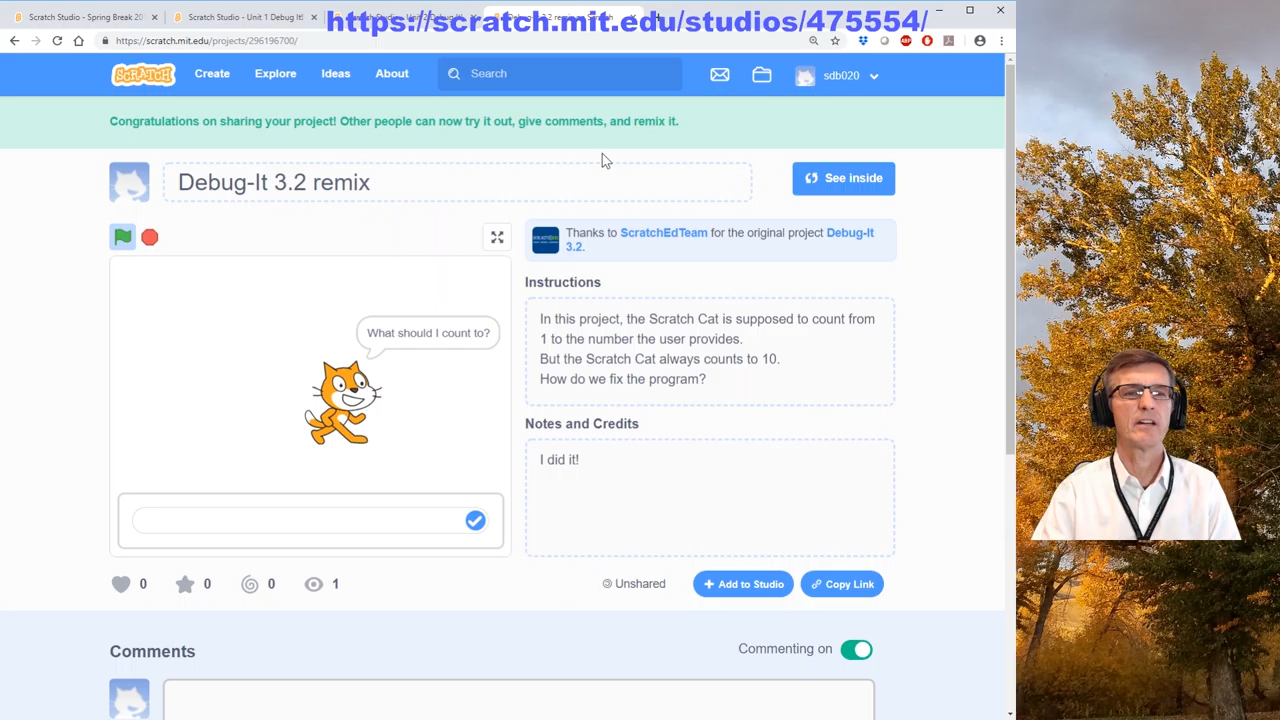 Scratch Studio - Spring Break 20
Scratch Studio - Unit 1 Debug It!
https://scratch.mit.edu/studios/475554/
https://scratch.mit.edu/projects/296196700/
SCRATCH
Create
Explore
Ideas
About
Search
sdb020
Congratulations on sharing your project! Other people can now try it out, give comments, and remix it.
Debug-It 3.2 remix
See inside
Thanks to ScratchEdTeam for the original project Debug-It
3.2.
What should I count to?
Instructions
In this project, the Scratch Cat is supposed to count from
1 to the number the user provides.
But the Scratch Cat always counts to 10.
How do we fix the program?
Notes and Credits
I did it!
0
0
0
1
Unshared
+ Add to Studio
Copy Link
Comments
Commenting on